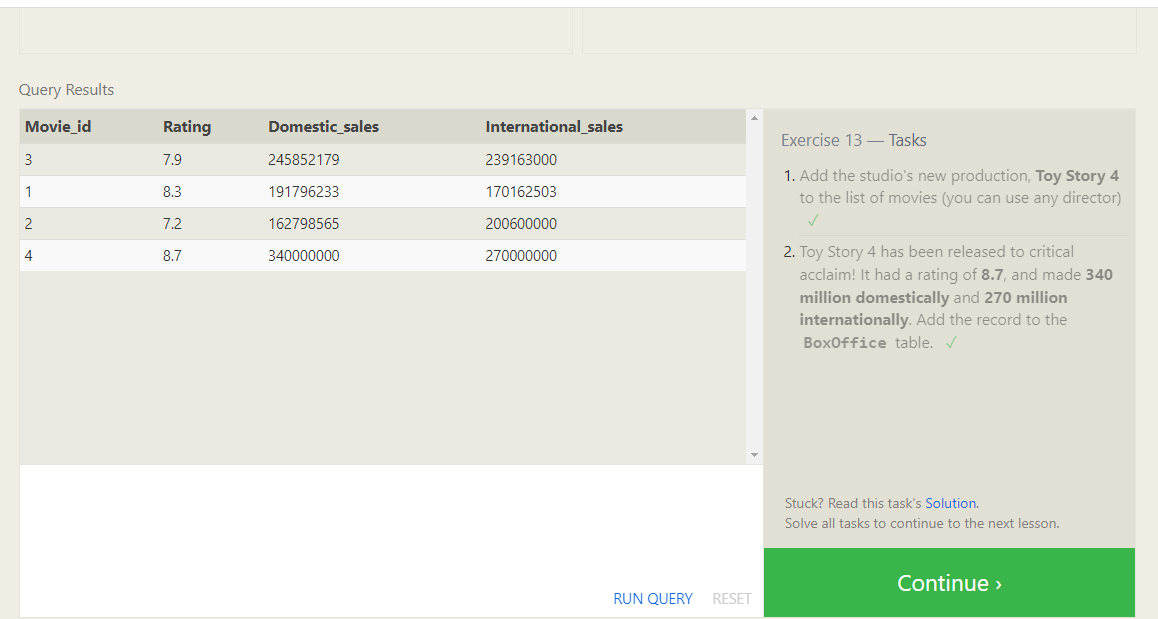 Query Results
Movie_id Rating Domestic_sales International_sales
3 7.9 245852179 239163000
1 8.3 191796233 170162503
2 7.2 162798565 200600000
4 8.7 340000000 270000000
RUN QUERY RESET
Exercise 13 — Tasks
1. Add the studio's new production, Toy Story 4
to the list of movies (you can use any director)
✓
2. Toy Story 4 has been released to critical
acclaim! It had a rating of 8.7, and made 340
million domestically and 270 million
internationally. Add the record to the
BoxOffice table. ✓
Stuck? Read this task's Solution.
Solve all tasks to continue to the next lesson.
Continue ›